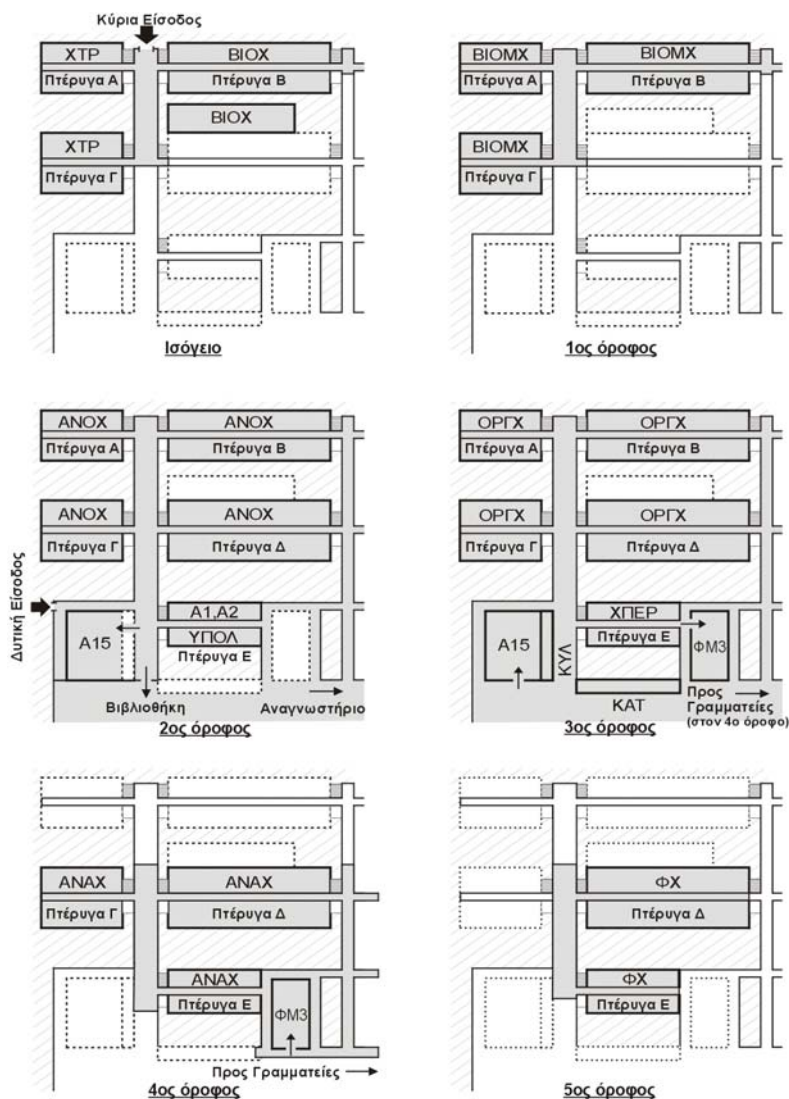 Κύρια Είσοδος
ΧΤΡ
ΒΙΟΧ
Πτέρυγα Α
Πτέρυγα Β
ΒΙΟΧ
ΧΤΡ
Πτέρυγα Γ
Ισόγειο
ΒΙΟΜΧ
ΒΙΟΜΧ
Πτέρυγα Α
Πτέρυγα Β
ΒΙΟΜΧ
Πτέρυγα Γ
1ος όροφος
ΑΝΟΧ
ΑΝΟΧ
Πτέρυγα Α
Πτέρυγα Β
ΑΝΟΧ
ΑΝΟΧ
Πτέρυγα Γ
Πτέρυγα Δ
Δυτική Είσοδος
Α15
Α1,Α2
ΥΠΟΛ
Πτέρυγα Ε
Βιβλιοθήκη
Αναγνωστήριο
2ος όροφος
ΟΡΓΧ
ΟΡΓΧ
Πτέρυγα Α
Πτέρυγα Β
ΟΡΓΧ
ΟΡΓΧ
Πτέρυγα Γ
Πτέρυγα Δ
Α15
ΚΥΛ
ΧΠΕΡ
Πτέρυγα Ε
ΦΜ3
ΚΑΤ
Προς
Γραμματείες
(στον 4ο όροφο)
3ος όροφος
ΑΝΑΧ
ΑΝΑΧ
Πτέρυγα Γ
Πτέρυγα Δ
ΑΝΑΧ
Πτέρυγα Ε
ΦΜ3
Προς Γραμματείες
4ος όροφος
ΦΧ
Πτέρυγα Δ
ΦΧ
Πτέρυγα Ε
5ος όροφος